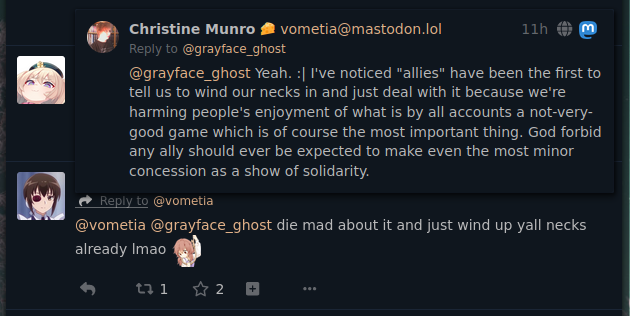 Christine Munro 🧀 vometia@mastodon.lol 11h
Reply to @grayface_ghost
@grayface_ghost Yeah. :| I've noticed "allies" have been the first to
tell us to wind our necks in and just deal with it because we're
harming people's enjoyment of what is by all accounts a not-very-
good game which is of course the most important thing. God forbid
any ally should ever be expected to make even the most minor
concession as a show of solidarity.
Reply to @vometia
@vometia @grayface_ghost die mad about it and just wind up yall necks
already lmao
1 2